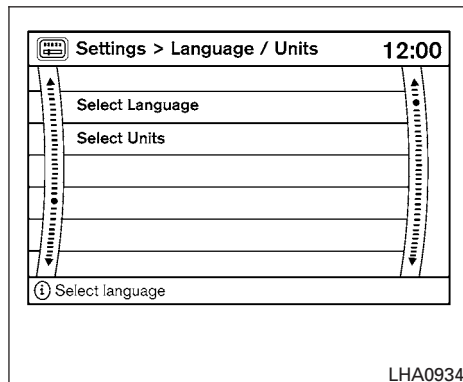 Settings > Language / Units 12:00
Select Language
Select Units
i Select language
LHA0934